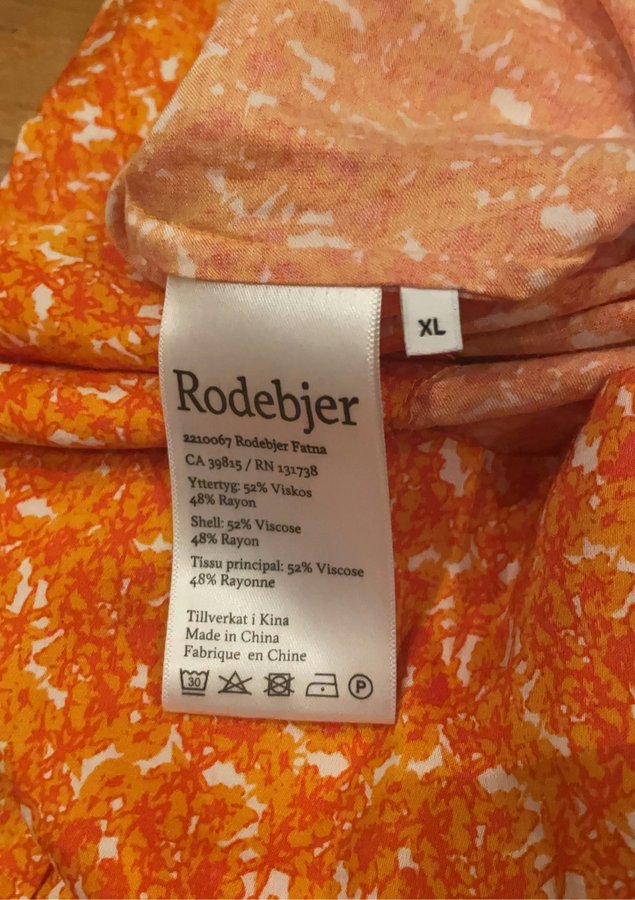 XL
Rodebjer
2210067 Rodebjer Fatna
CA 39815 / RN 131738
Yttertyg: 52% Viskos
48% Rayon
Shell: 52% Viscose
48% Rayon
Tissu principal: 52% Viscose
48% Rayonne
Tillverkat i Kina
Made in China
Fabrique en Chine
30 P